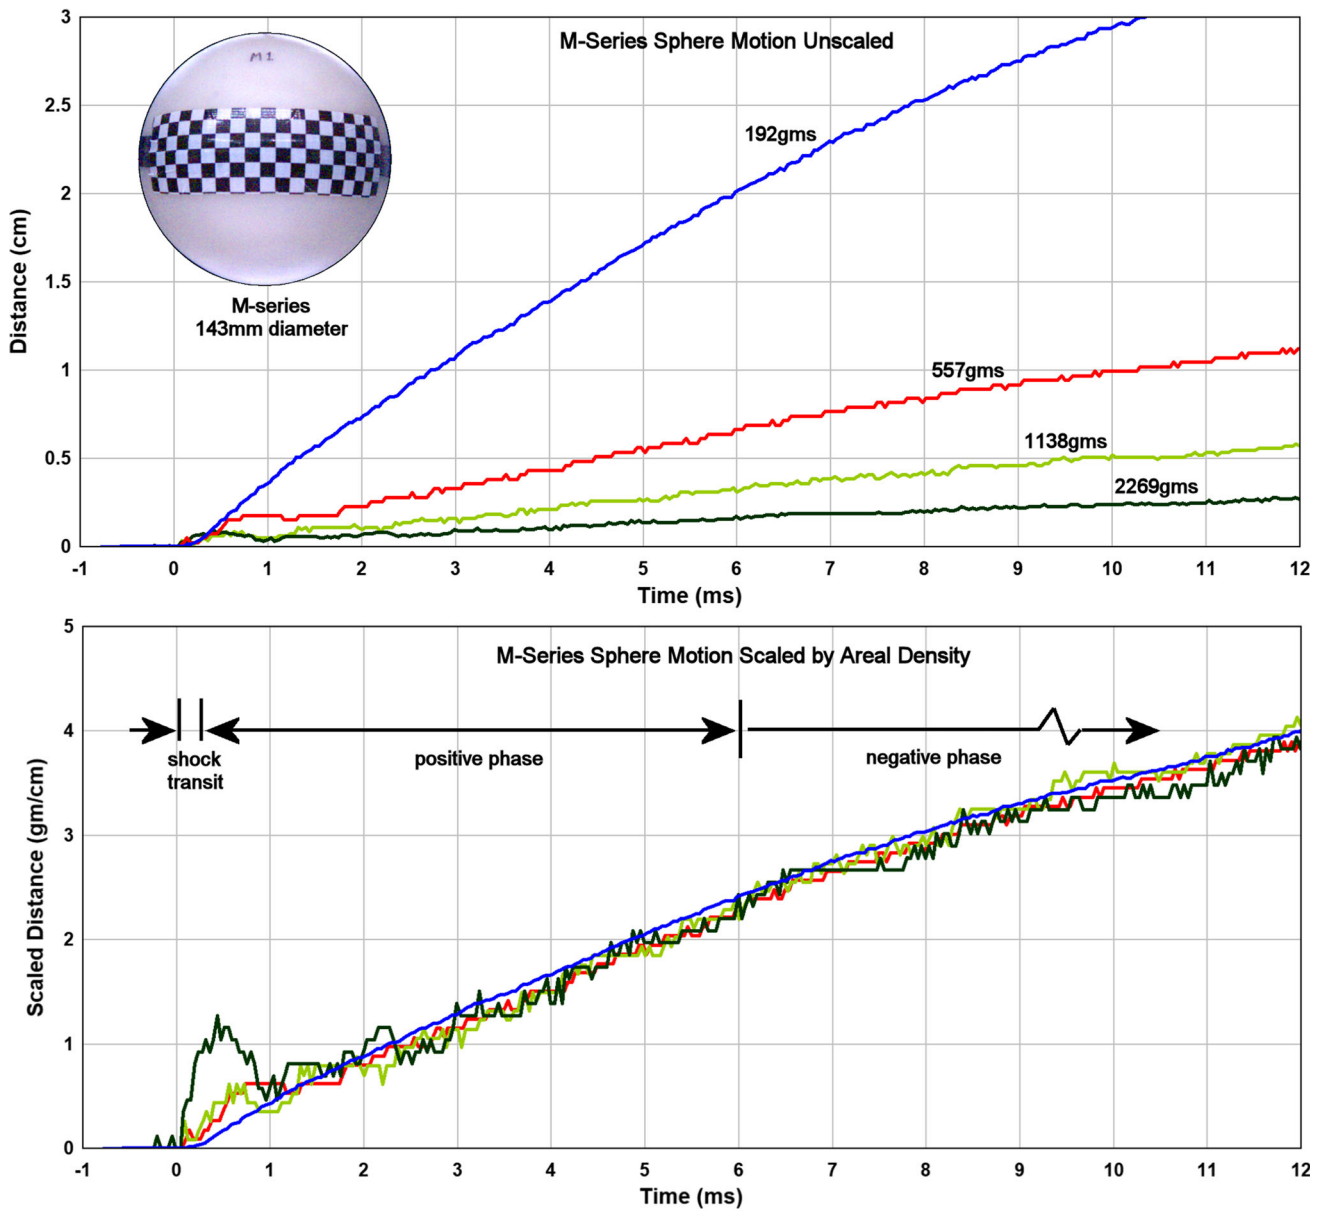 M-Series Sphere Motion Unscaled
M1
M-series
143mm diameter
192gms
557gms
1138gms
2269gms
Distance (cm)
3
2.5
2
1.5
1
0.5
0
-1 0 1 2 3 4 5 6 7 8 9 10 11 12
Time (ms)
M-Series Sphere Motion Scaled by Areal Density
shock
transit
positive phase
negative phase
Scaled Distance (gm/cm)
5
4
3
2
1
0
-1 0 1 2 3 4 5 6 7 8 9 10 11 12
Time (ms)